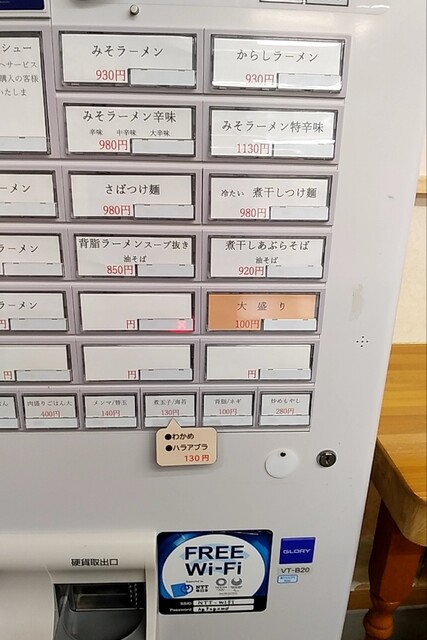 シュー
へサービス
購入の客様
いたしま
みそラーメン
930円
からしラーメン
930円
みそラーメン辛味
辛味 中辛味 大辛味
980円
みそラーメン特辛味
1130円
ーメン
さばつけ麺
980円
冷たい 煮干しつけ麺
980円
ーメン
背脂ラーメンスープ抜き
油そば
850円
煮干しあぶらそば
油そば
920円
ラーメン
円
大盛り
100円
円
円
円
はん
肉盛りごはん大
400円
メンマ/替玉
140円
煮玉子/海苔
130円
背脂/ネギ
100円
炒めもやし
280円
●わかめ
●ハラアブラ
130円
硬貨取出口
FREE
Wi-Fi
GLORY
VT-B20